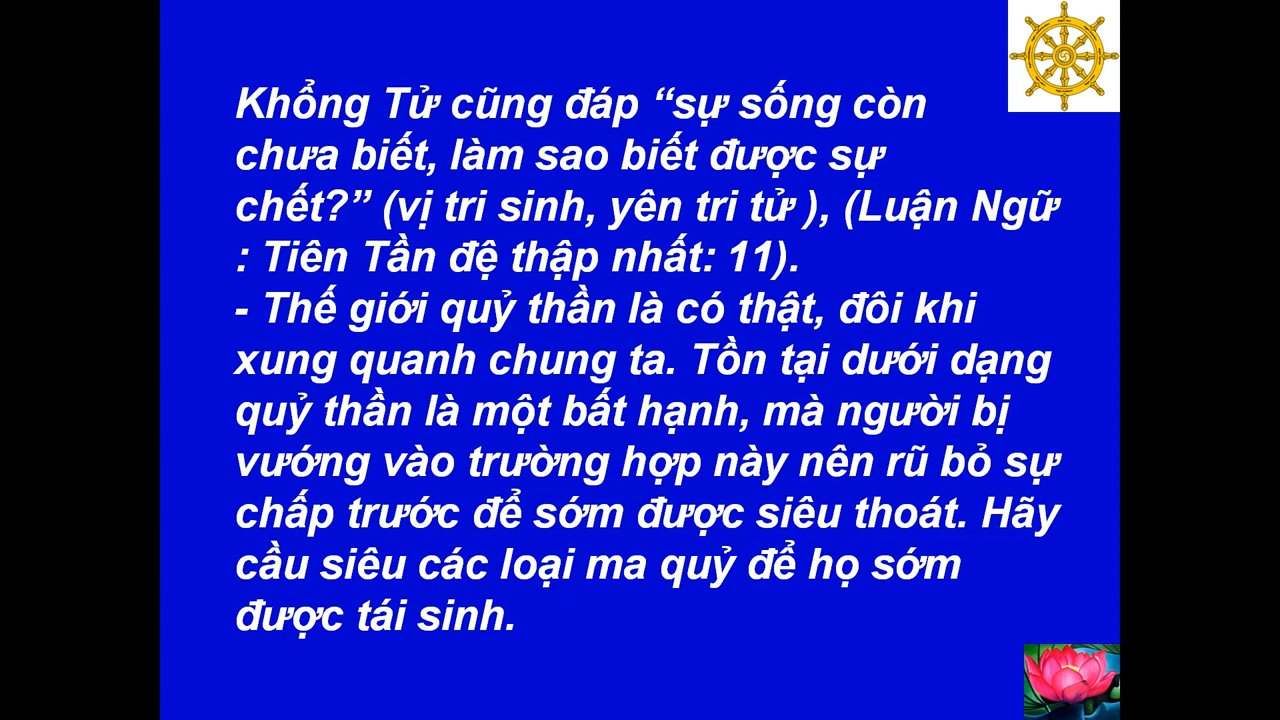 Khổng Tử cũng đáp “sự sống còn
chưa biết, làm sao biết được sự
chết?” (vị tri sinh, yên tri tử ), (Luận Ngữ
: Tiên Tần đệ thập nhất: 11).
- Thế giới quỷ thần là có thật, đôi khi
xung quanh chung ta. Tồn tại dưới dạng
quỷ thần là một bất hạnh, mà người bị
vướng vào trường hợp này nên rũ bỏ sự
chấp trước để sớm được siêu thoát. Hãy
cầu siêu các loại ma quỷ để họ sớm
được tái sinh.